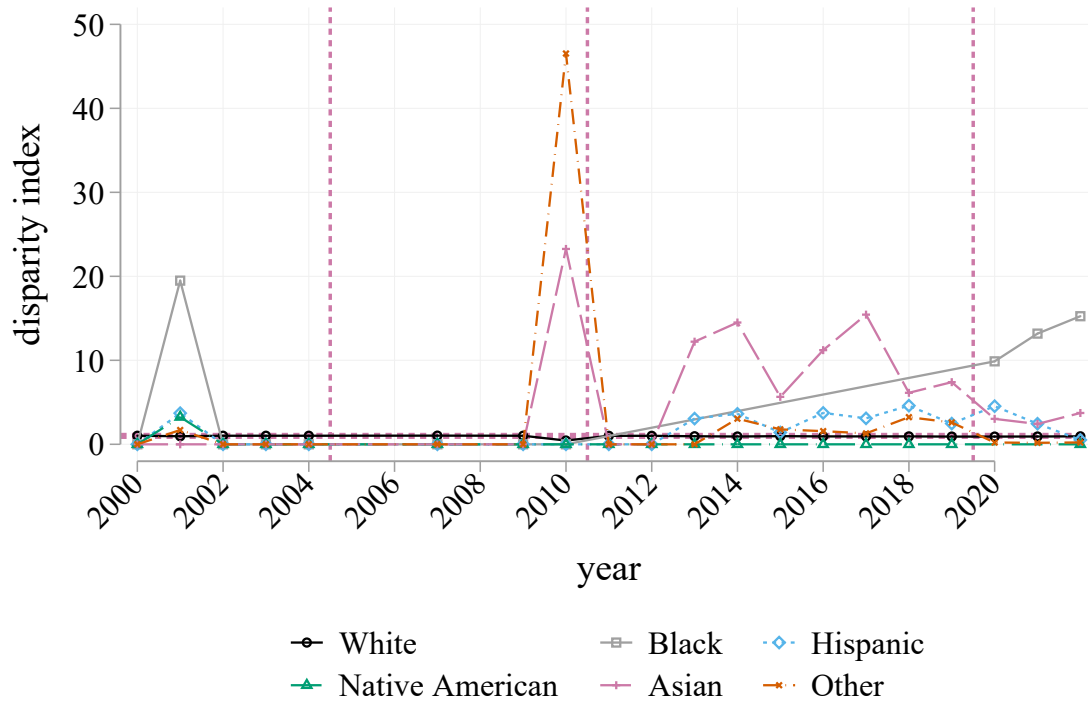 50
40
30
20
10
0
disparity index
2000 2002 2004 2006 2008 2010 2012 2014 2016 2018 2020
year
White Black Hispanic
Native American Asian Other